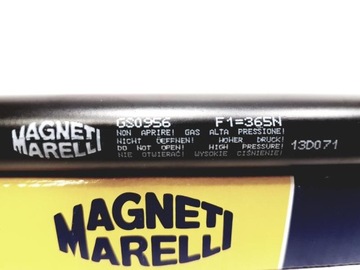 MAGNETI
MARELLI
GS0956 F1=365N
NON APRIRE! GAS ALTA PRESSIONE!
NICHT OEFFNEN! HOHER DRUCK!
DO NOT OPEN! HIGH PRESSURE!
NIE OTWIERAĆ! WYSOKIE CIŚNIENIE!
13D071
MAGNETI
MARELLI